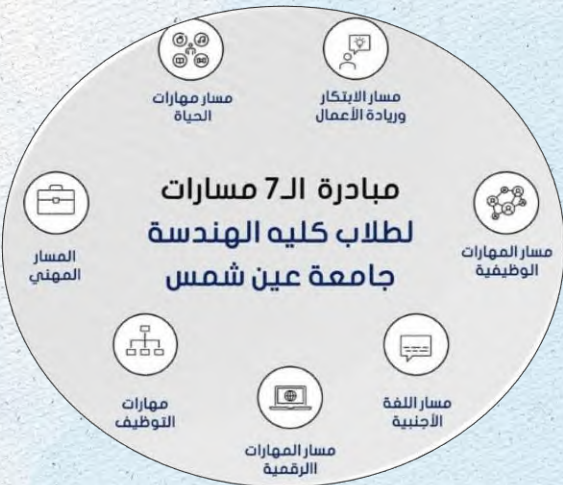 مسار الابتكار
وريادة الأعمال
مسار مهارات
الحياة
مبادرة الـ7 مسارات
لطلاب كليه الهندسة
جامعة عين شمس
مسار المهارات
الوظيفية
المسار
المهني
مسار اللغة
الأجنبية
مهارات
التوظيف
مسار المهارات
االرقمية